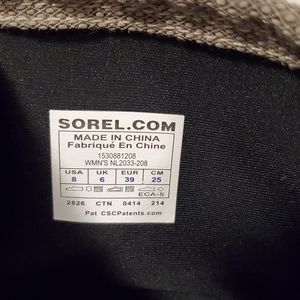 SOREL.COM
MADE IN CHINA
Fabriqué En Chine
1530881208
WMN'S NL2033-208
USA UK EUR CM
8 6 39 25
ECA-5
2826 CTN 0414 214
Pat CSCPatents.com